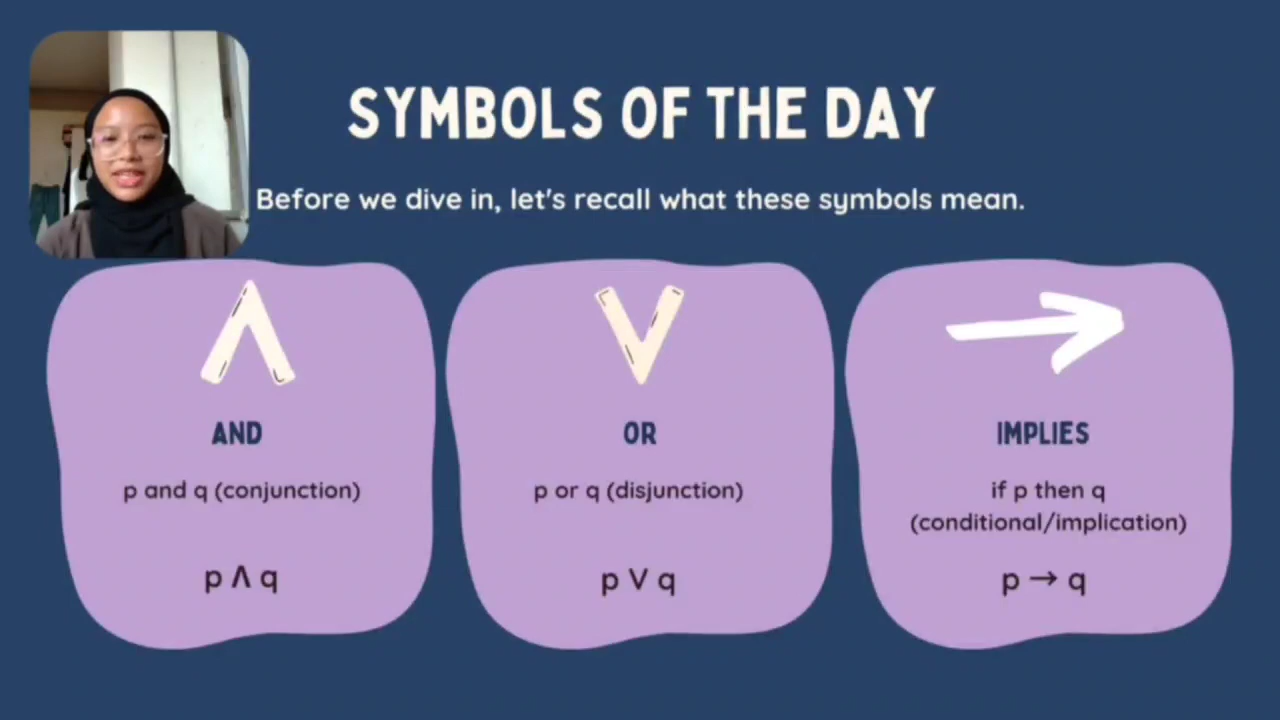 SYMBOLS OF THE DAY
Before we dive in, let's recall what these symbols mean.
∧
AND
p and q (conjunction)
p ∧ q
∨
OR
p or q (disjunction)
p ∨ q
→
IMPLIES
if p then q
(conditional/implication)
p → q